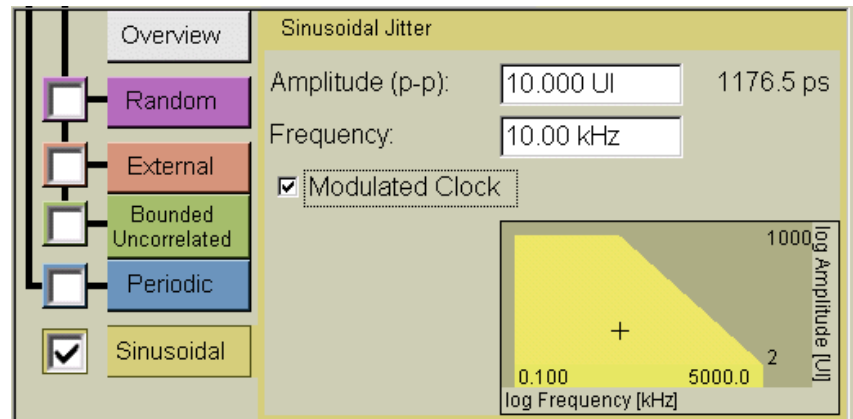 Overview
Random
External
Bounded
Uncorrelated
Periodic
Sinusoidal
Sinusoidal Jitter
Amplitude (p-p): 10.000 UI 1176.5 ps
Frequency: 10.00 kHz
Modulated Clock
1000
log Amplitude [UI]
2
0.100 5000.0
log Frequency [kHz]